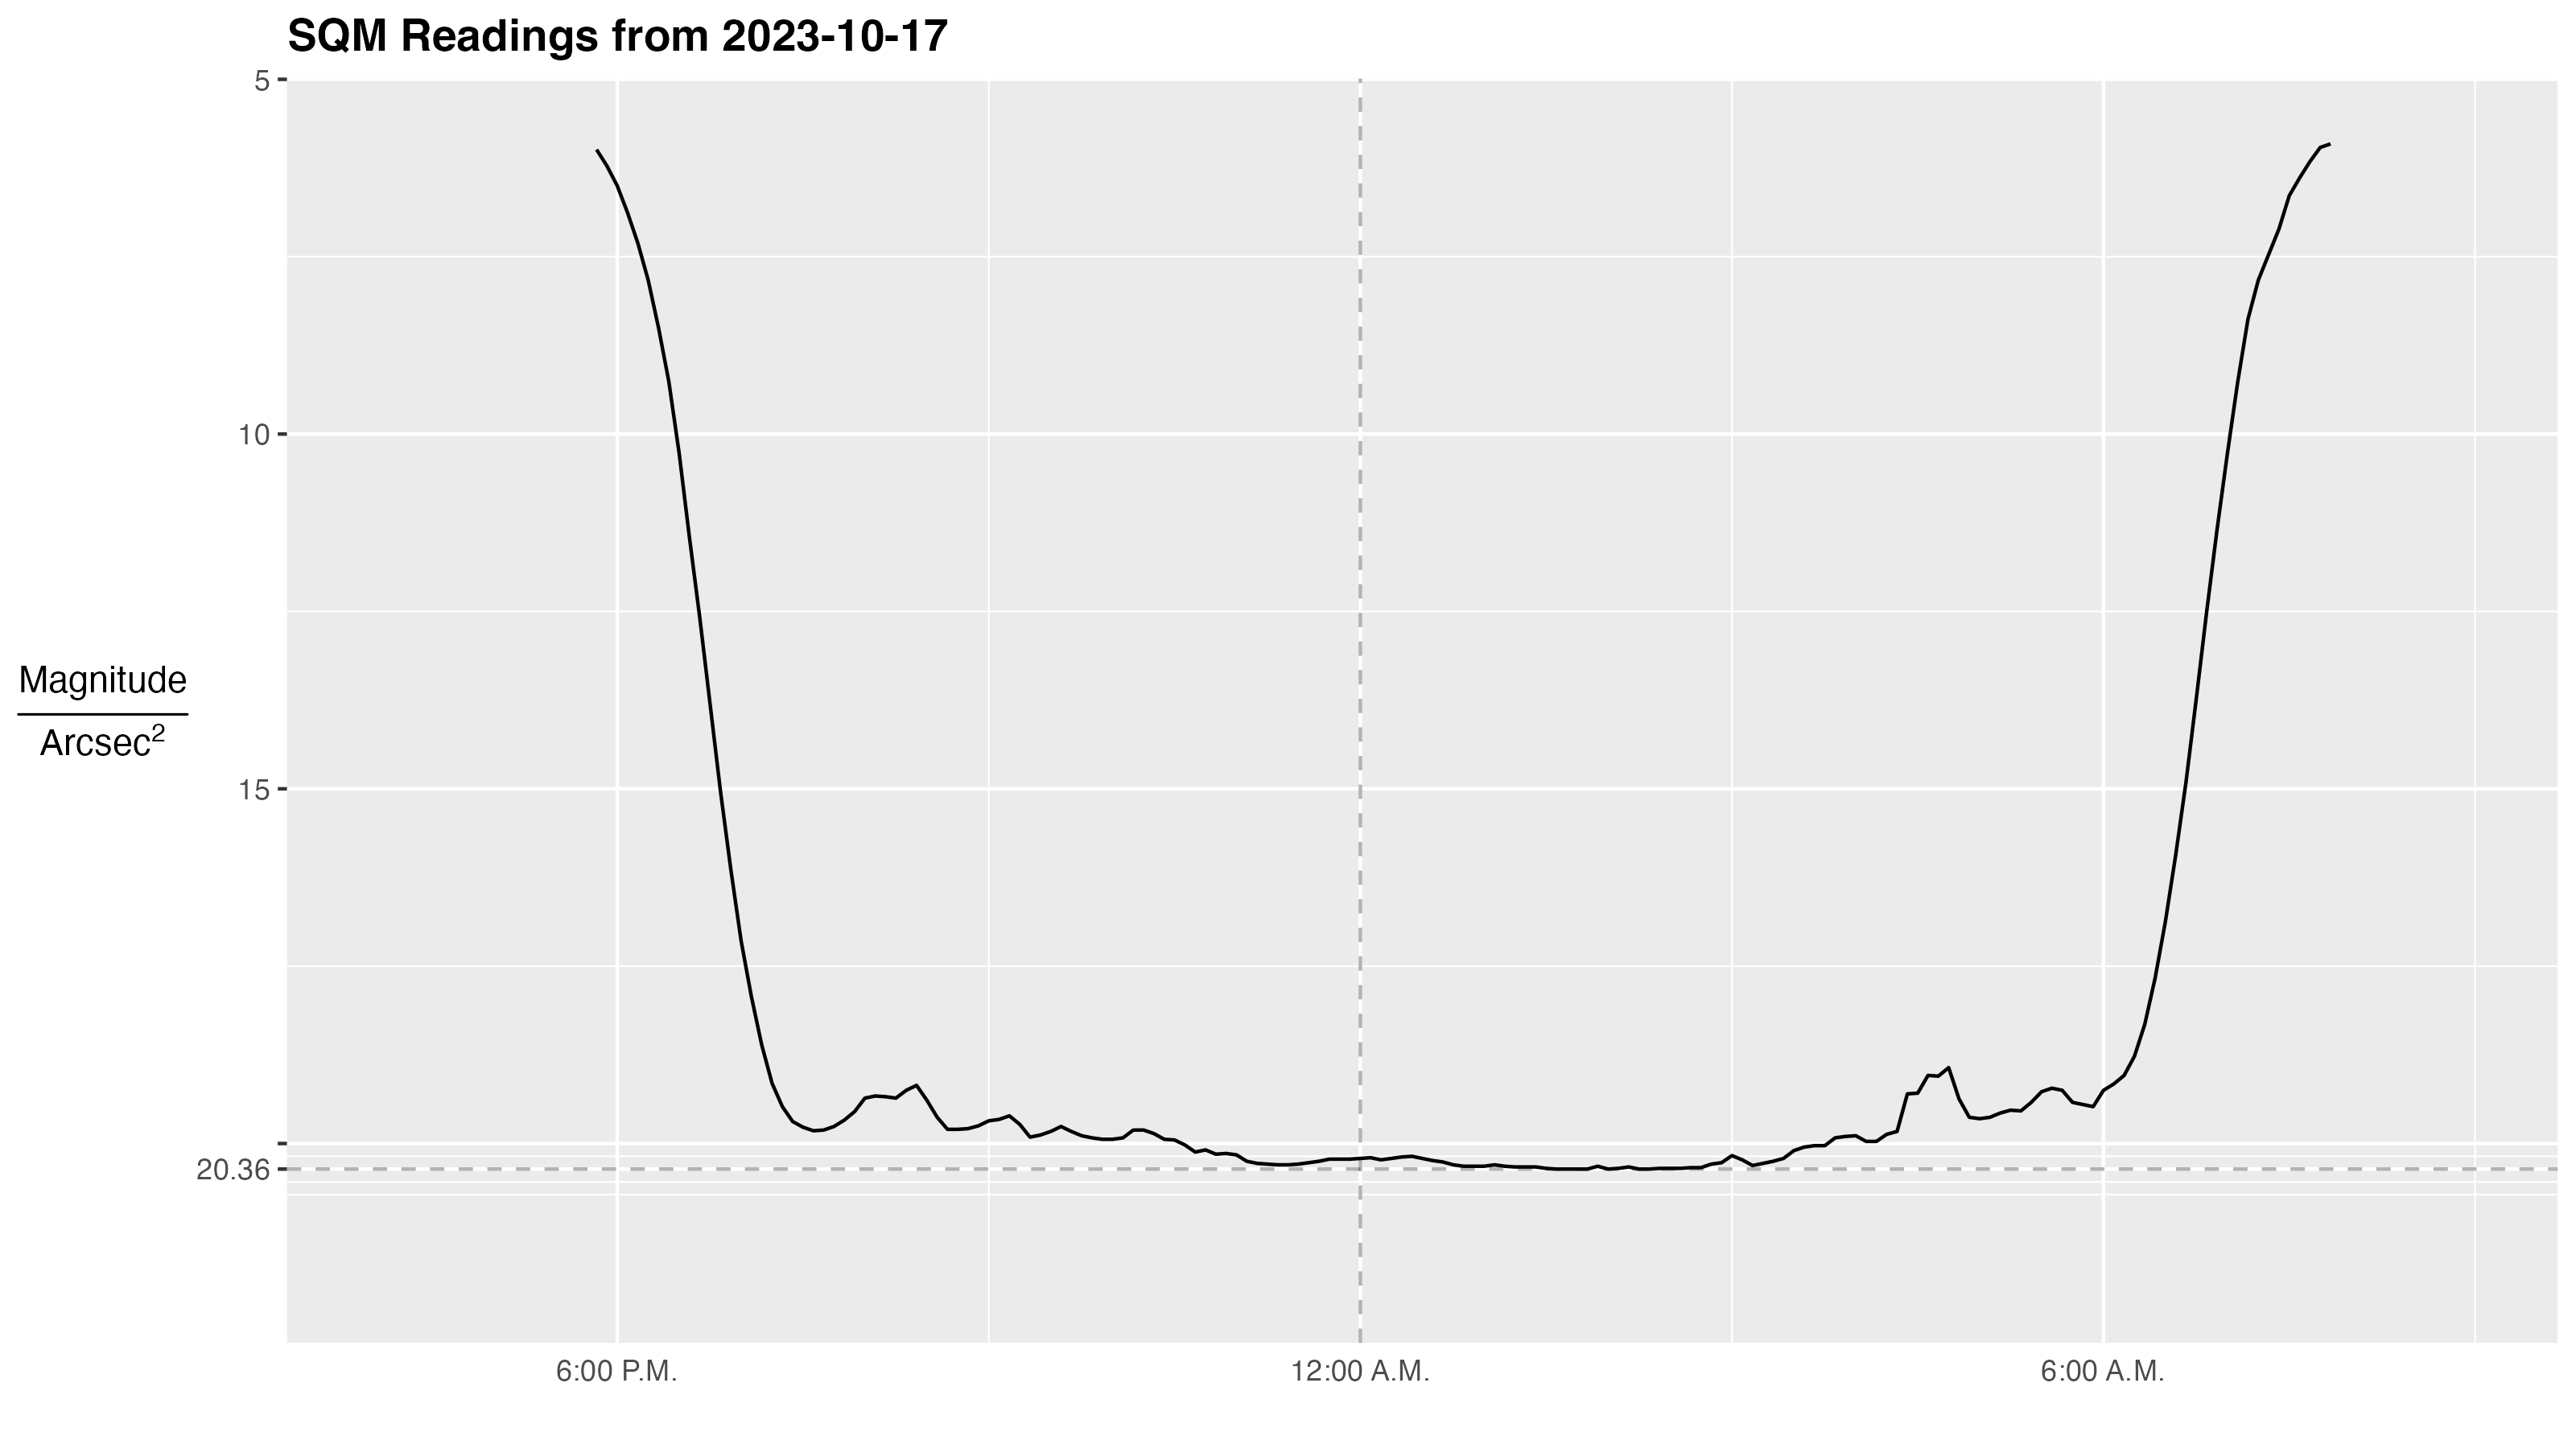 SQM Readings from 2023-10-17
5
10
15
20.36
Magnitude
Arcsec²
6:00 P.M.
12:00 A.M.
6:00 A.M.